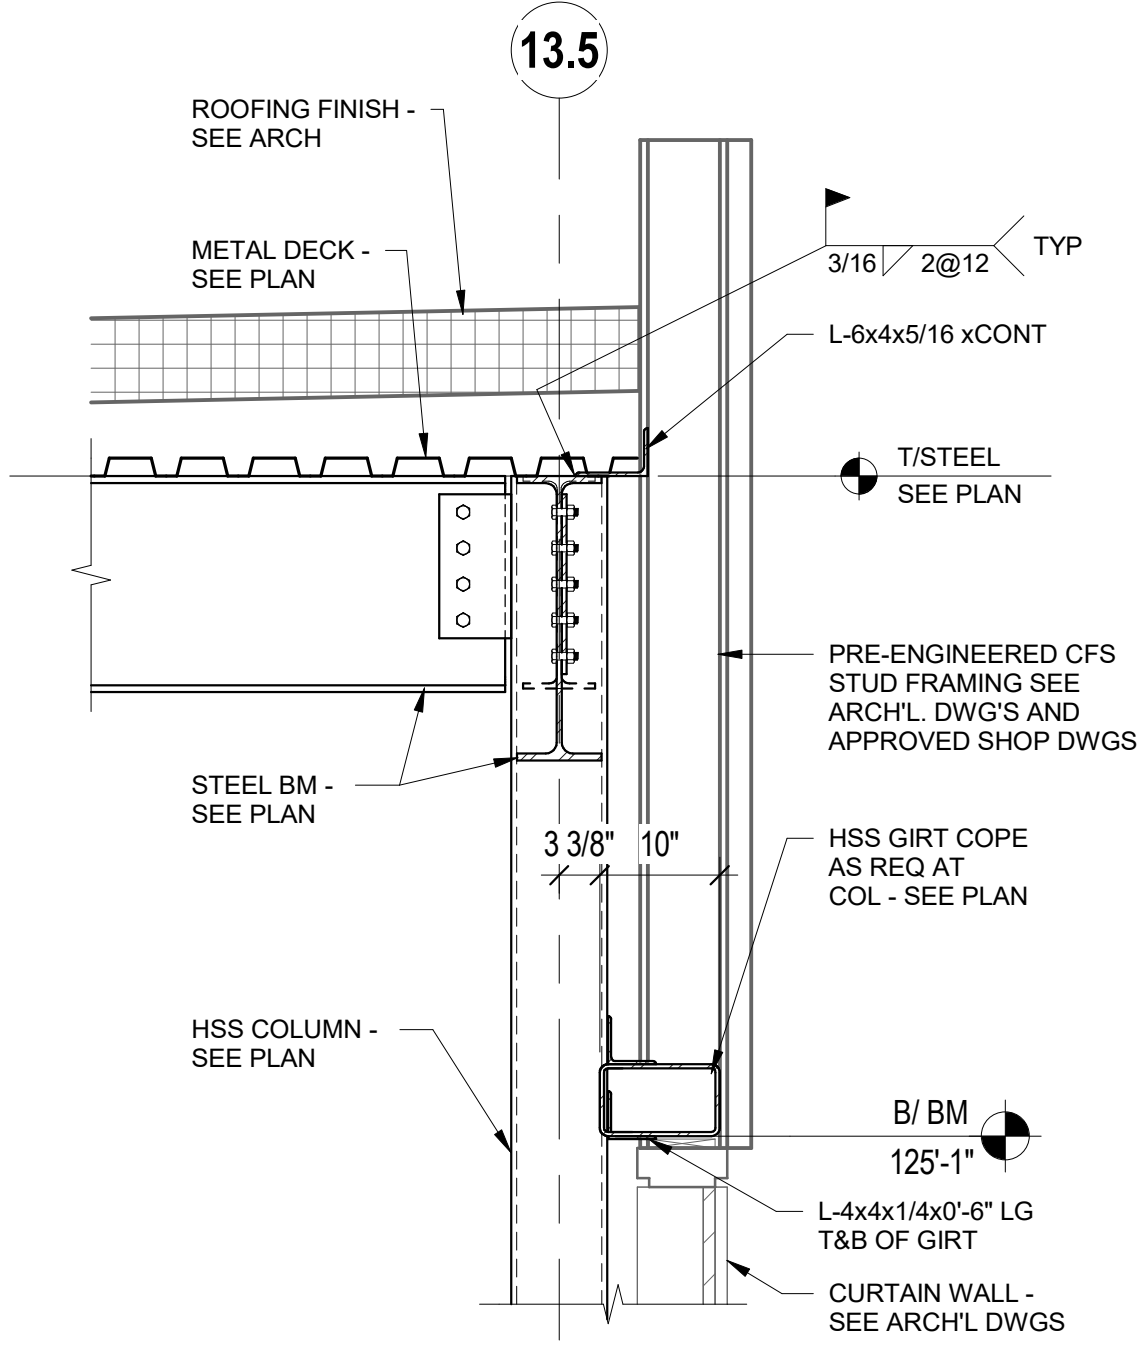 13.5
ROOFING FINISH -
SEE ARCH
METAL DECK -
SEE PLAN
3/16
2@12
TYP
L-6x4x5/16 xCONT
T/STEEL
SEE PLAN
PRE-ENGINEERED CFS
STUD FRAMING SEE
ARCH'L. DWG'S AND
APPROVED SHOP DWGS
STEEL BM -
SEE PLAN
3 3/8"
10"
HSS GIRT COPE
AS REQ AT
COL - SEE PLAN
HSS COLUMN -
SEE PLAN
B/ BM
125'-1"
L-4x4x1/4x0'-6" LG
T&B OF GIRT
CURTAIN WALL -
SEE ARCH'L DWGS